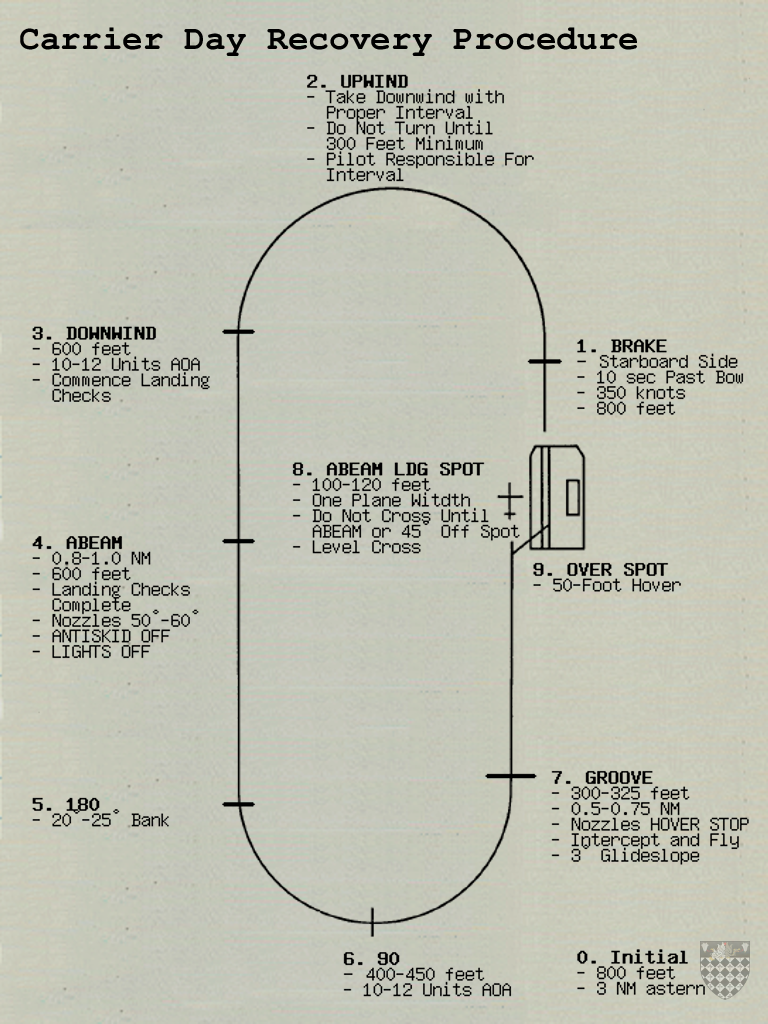 Carrier Day Recovery Procedure
2. UPWIND
- Take Downwind with
Proper Interval
- Do Not Turn Until
300 Feet Minimum
- Pilot Responsible For
Interval
3. DOWNWIND
- 600 feet
- 10-12 Units AOA
- Commence Landing
Checks
1. BRAKE
- Starboard Side
- 10 sec Past Bow
- 350 knots
- 800 feet
8. ABEAM LDG SPOT
- 100-120 feet
- One Plane Witdth
- Do Not Cross Until
ABEAM or 45° Off Spot
- Level Cross
4. ABEAM
- 0.8-1.0 NM
- 600 feet
- Landing Checks
Complete
- Nozzles 50°-60°
- ANTISKID OFF
- LIGHTS OFF
9. OVER SPOT
- 50-Foot Hover
5. 180
- 20°-25° Bank
7. GROOVE
- 300-325 feet
- 0.5-0.75 NM
- Nozzles HOVER STOP
- Intercept and Fly
- 3° Glideslope
6. 90
- 400-450 feet
- 10-12 Units AOA
0. Initial
- 800 feet
- 3 NM astern